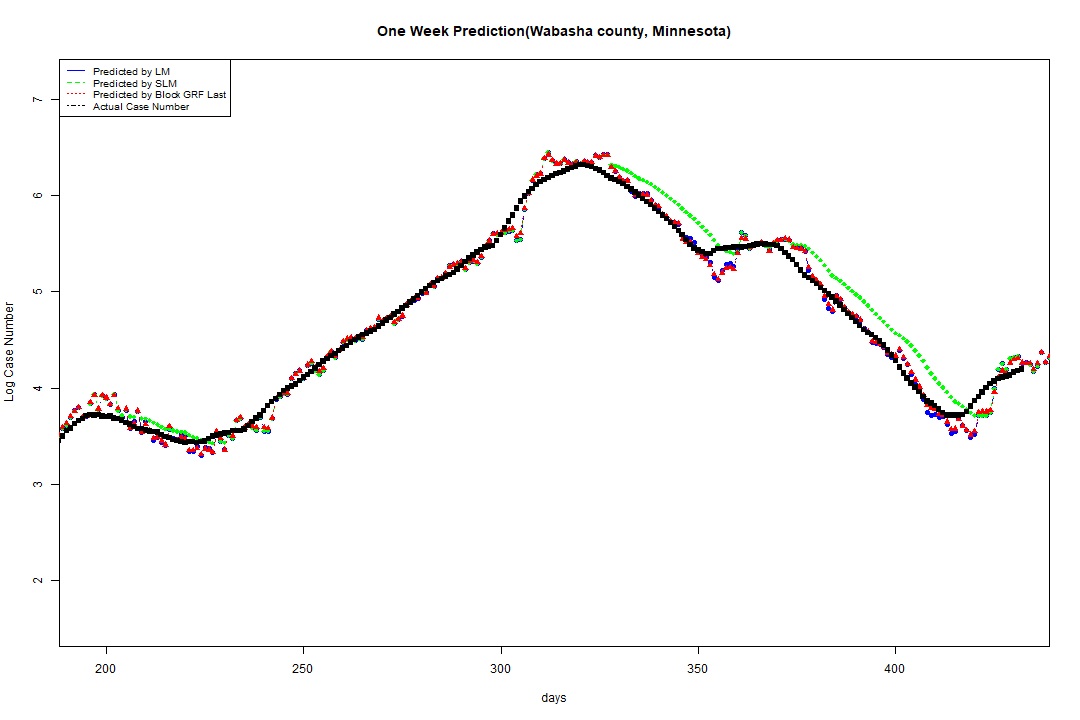 One Week Prediction(Wabasha county, Minnesota)
Predicted by LM
Predicted by SLM
Predicted by Block GRF Last
Actual Case Number
7
6
5
4
3
2
Log Case Number
200 250 300 350 400
days